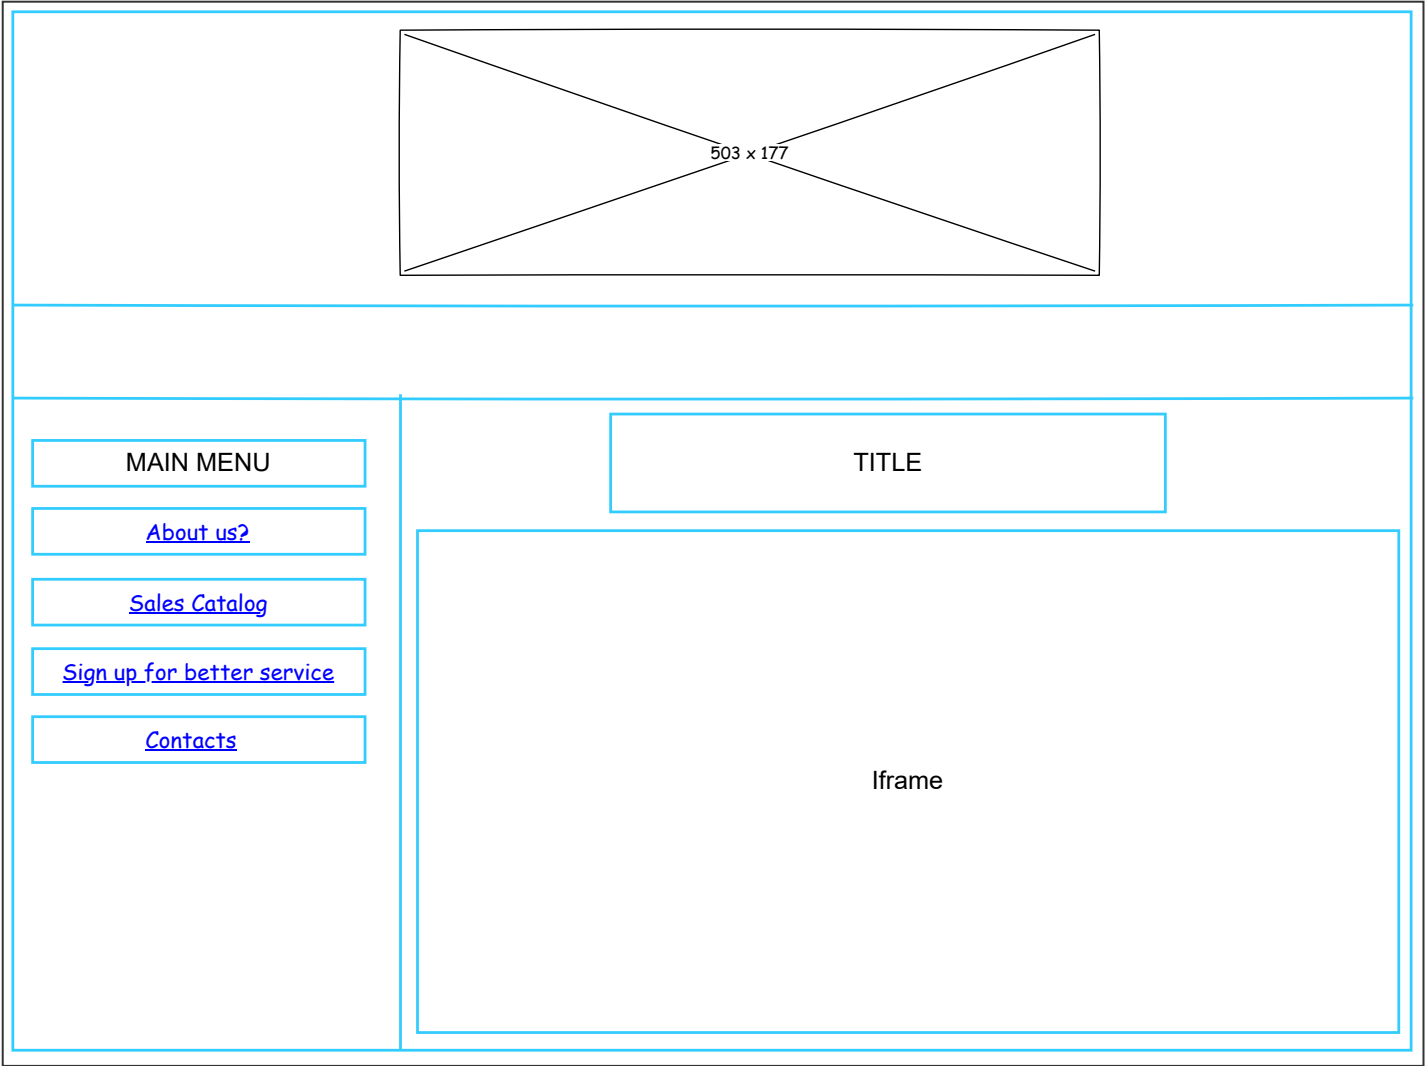 503 x 177
MAIN MENU
TITLE
About us?
Sales Catalog
Sign up for better service
Contacts
Iframe